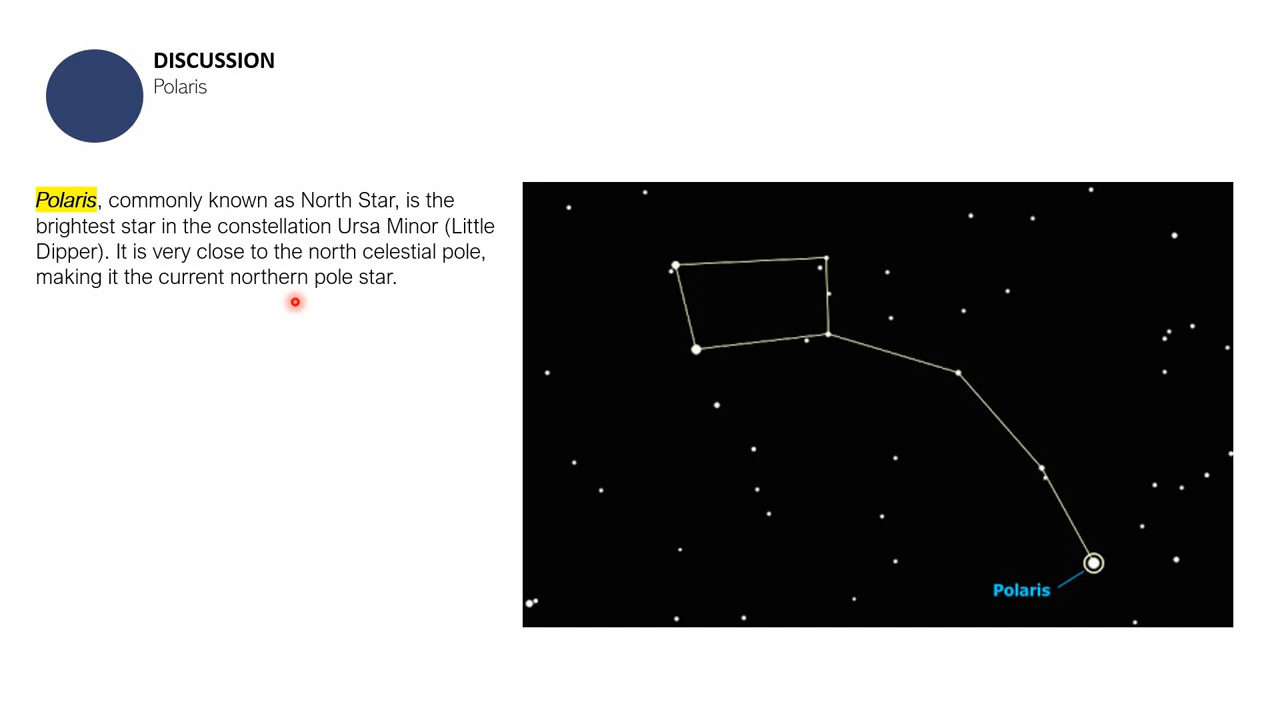 DISCUSSION
Polaris
Polaris, commonly known as North Star, is the
brightest star in the constellation Ursa Minor (Little
Dipper). It is very close to the north celestial pole,
making it the current northern pole star.
Polaris